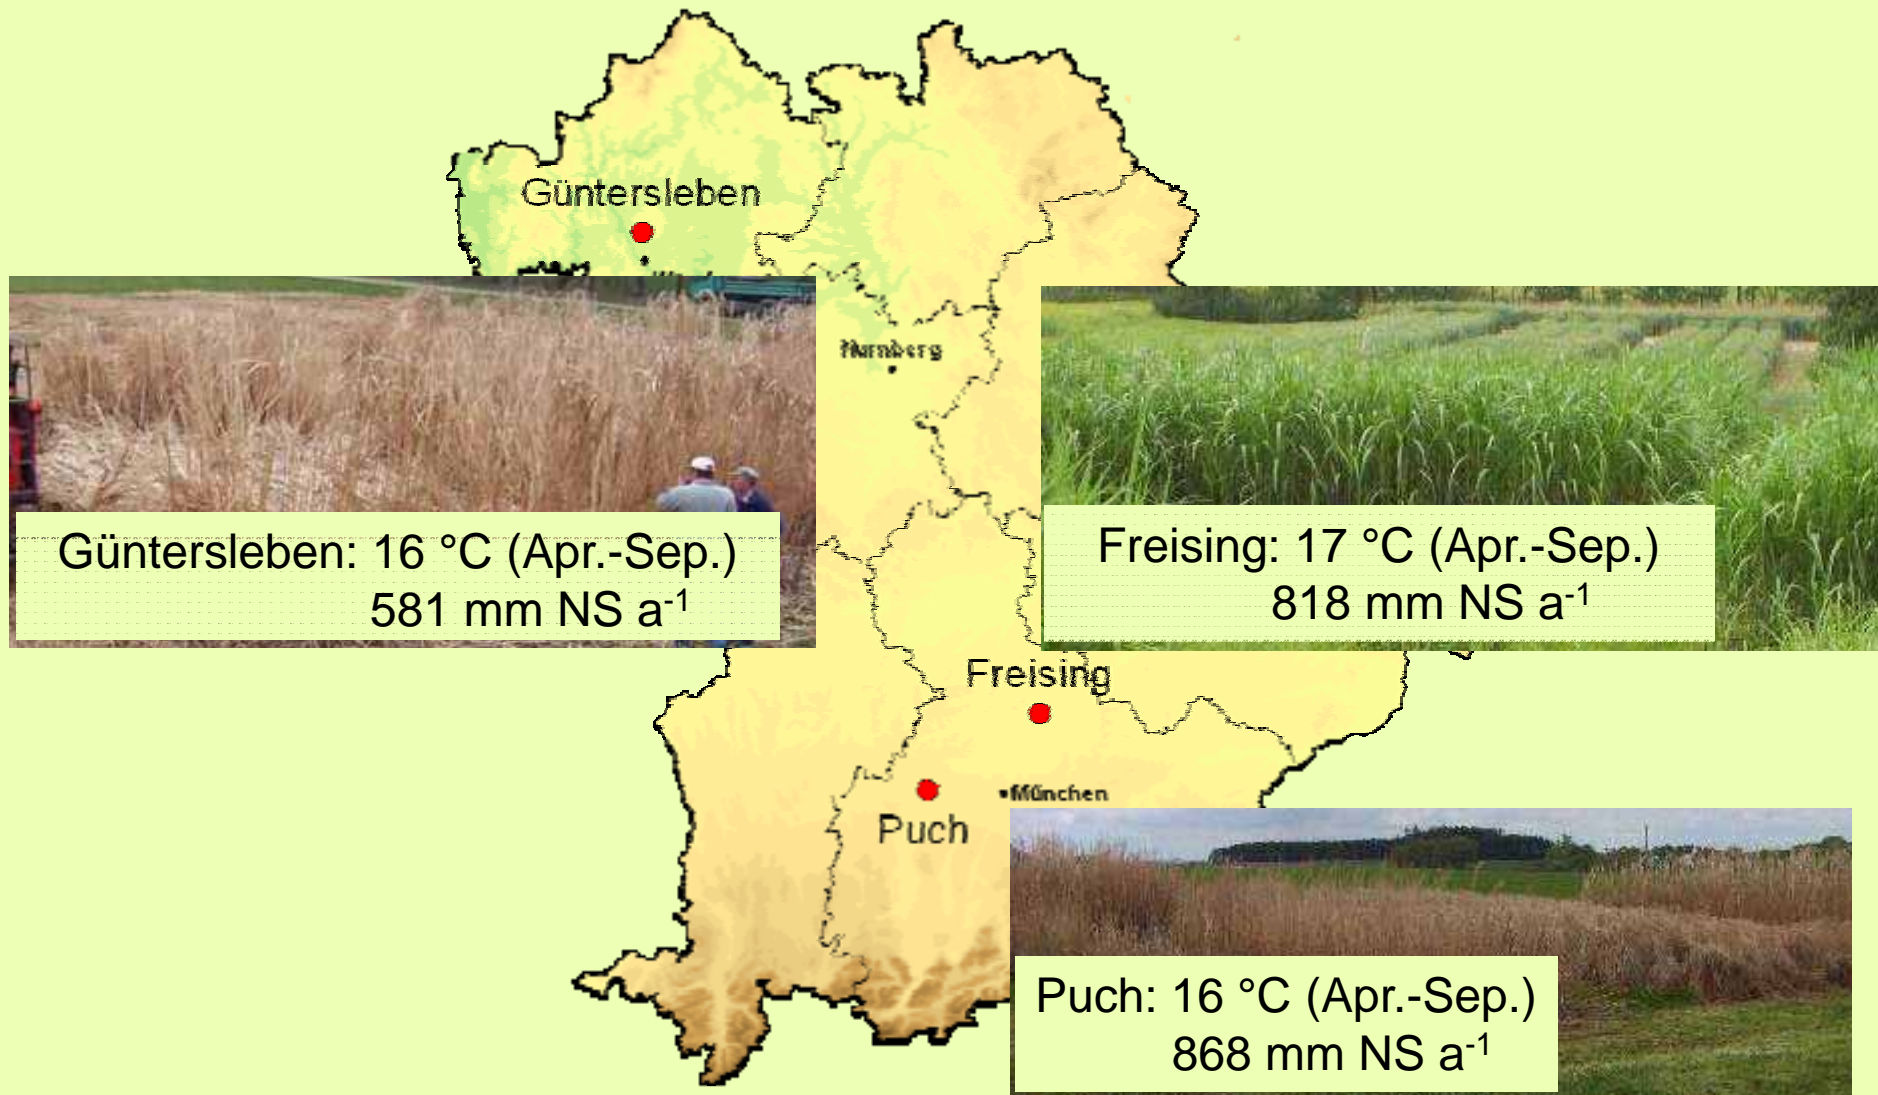 Güntersleben
Nürnberg
Güntersleben: 16 °C (Apr.-Sep.)
581 mm NS a⁻¹
Freising: 17 °C (Apr.-Sep.)
818 mm NS a⁻¹
Freising
München
Puch
Puch: 16 °C (Apr.-Sep.)
868 mm NS a⁻¹